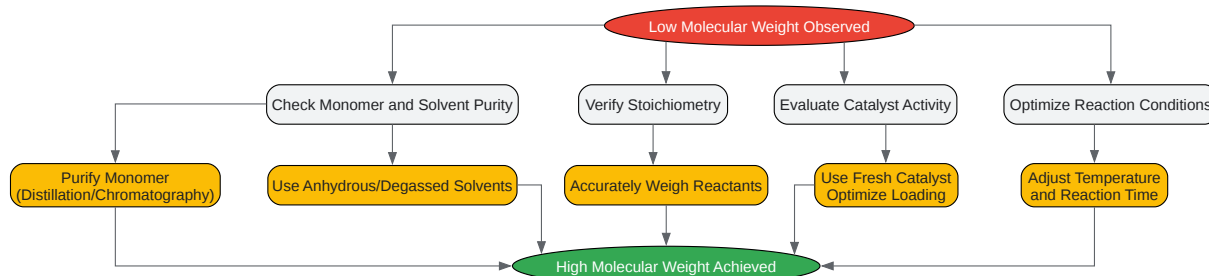 Low Molecular Weight Observed
Check Monomer and Solvent Purity
Verify Stoichiometry
Evaluate Catalyst Activity
Optimize Reaction Conditions
Purify Monomer
(Distillation/Chromatography)
Use Anhydrous/Degassed Solvents
Accurately Weigh Reactants
Use Fresh Catalyst
Optimize Loading
Adjust Temperature
and Reaction Time
High Molecular Weight Achieved